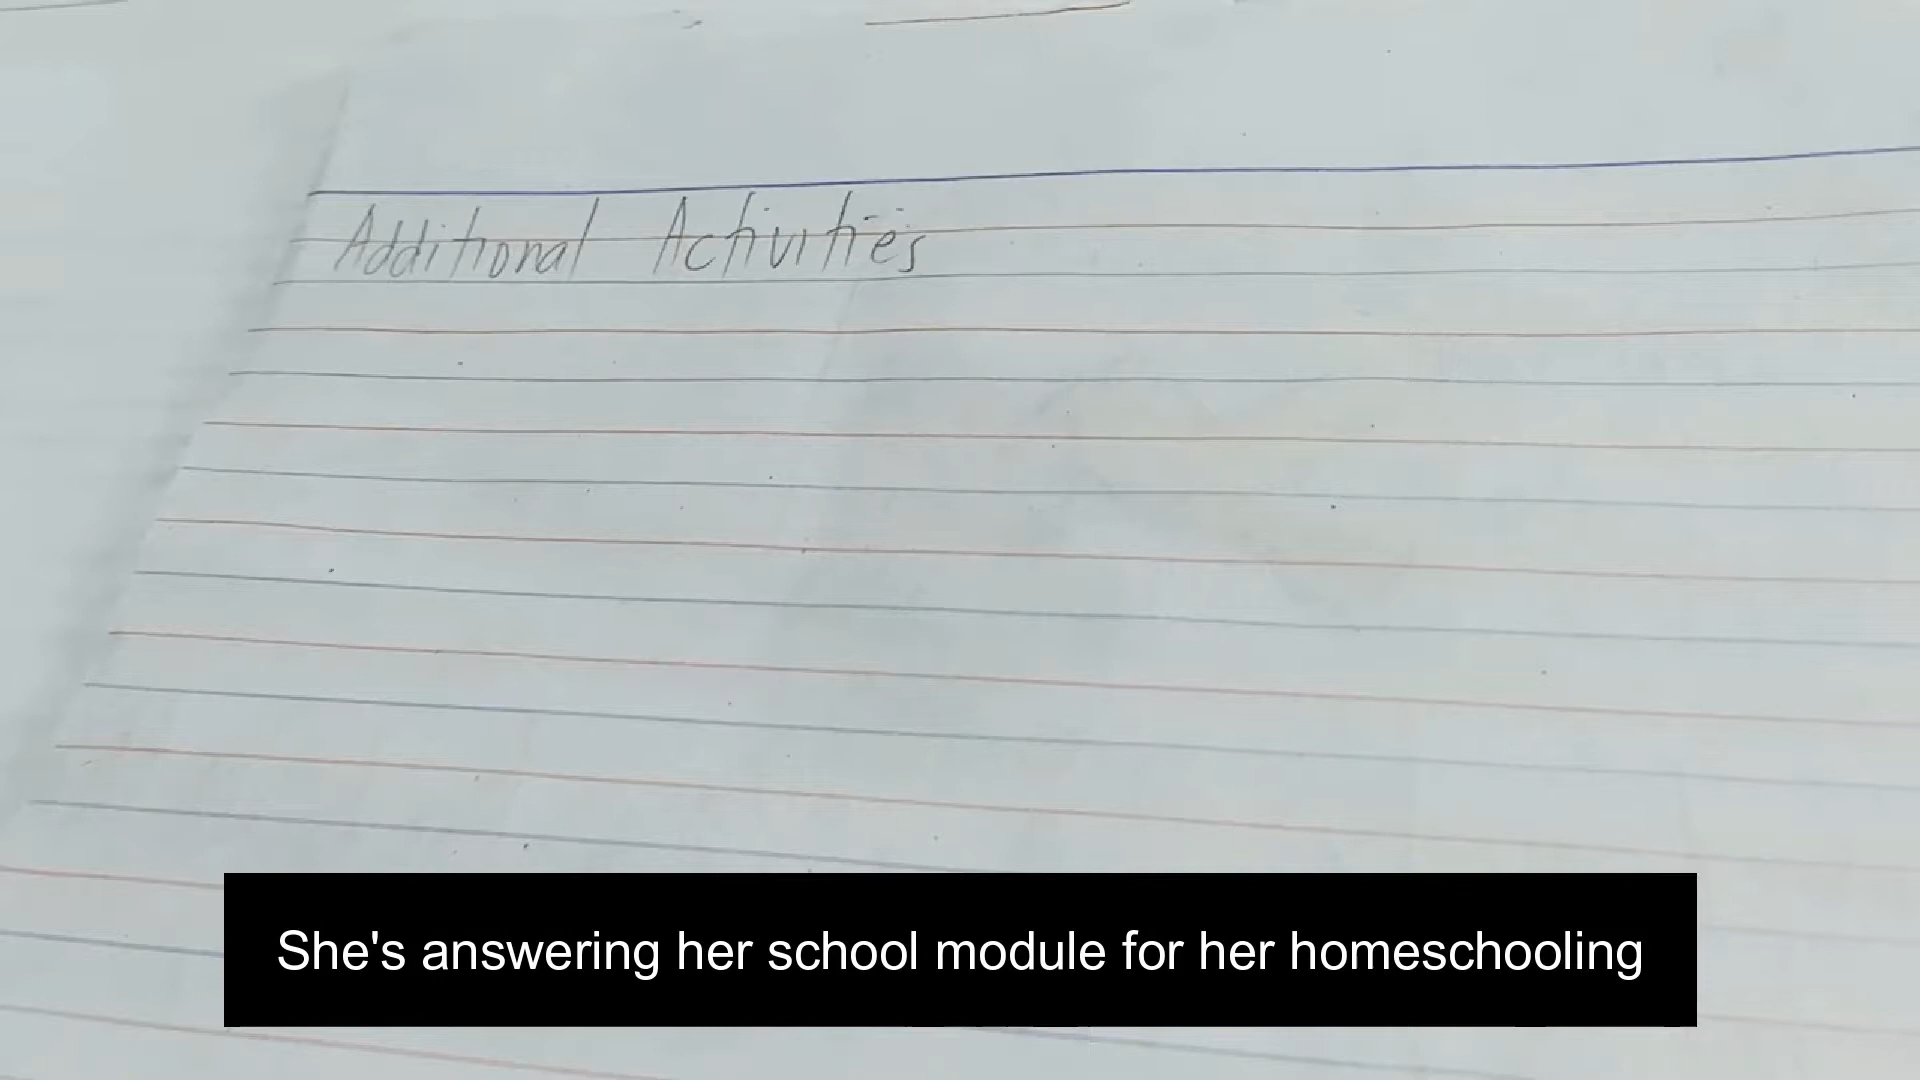 Additional Activities
She's answering her school module for her homeschooling